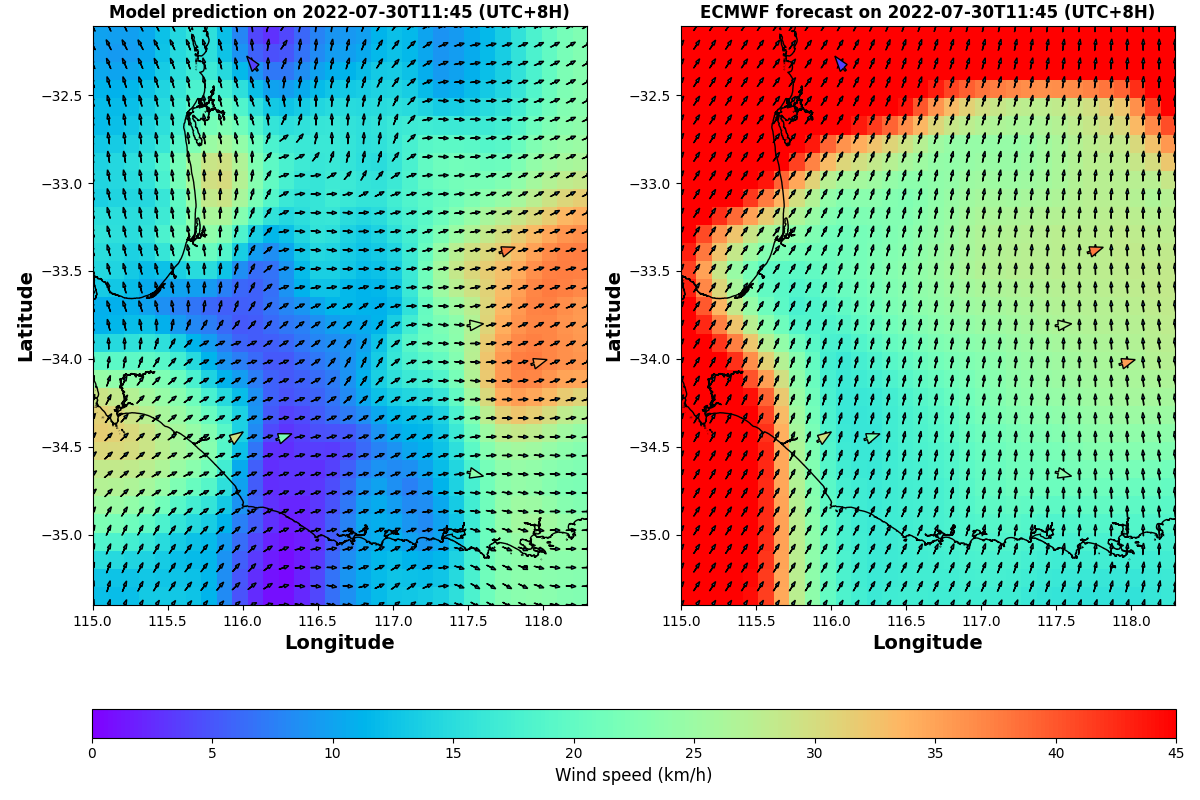 Model prediction on 2022-07-30T11:45 (UTC+8H)
ECMWF forecast on 2022-07-30T11:45 (UTC+8H)
Latitude
−32.5
−33.0
−33.5
−34.0
−34.5
−35.0
115.0 115.5 116.0 116.5 117.0 117.5 118.0
Longitude
Latitude
−32.5
−33.0
−33.5
−34.0
−34.5
−35.0
115.0 115.5 116.0 116.5 117.0 117.5 118.0
Longitude
0 5 10 15 20 25 30 35 40 45
Wind speed (km/h)